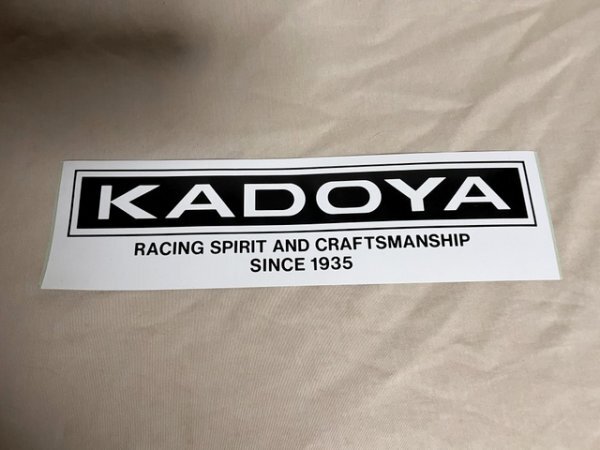 KADOYA
RACING SPIRIT AND CRAFTSMANSHIP
SINCE 1935